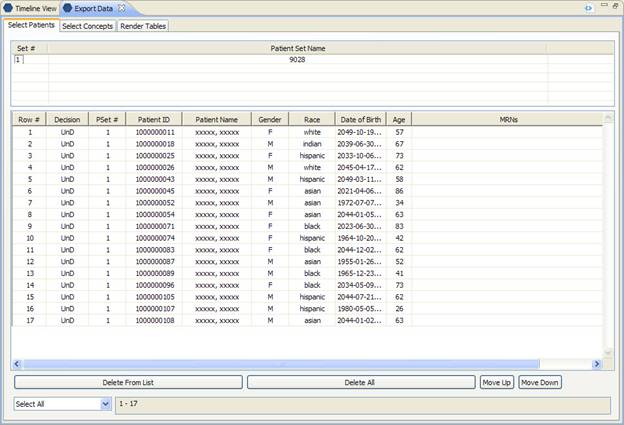 Timeline View Export Data
Select Patients Select Concepts Render Tables
Set # Patient Set Name
1 9028
Row # Decision PSet # Patient ID Patient Name Gender Race Date of Birth Age MRNs
1 UnD 1 1000000011 xxxxx, xxxxx F white 2049-10-19... 57
2 UnD 1 1000000018 xxxxx, xxxxx M indian 2039-06-30... 67
3 UnD 1 1000000025 xxxxx, xxxxx F hispanic 2033-10-06... 73
4 UnD 1 1000000026 xxxxx, xxxxx M white 2045-04-17... 62
5 UnD 1 1000000043 xxxxx, xxxxx M hispanic 2049-03-11... 58
6 UnD 1 1000000045 xxxxx, xxxxx F asian 2021-04-06... 86
7 UnD 1 1000000052 xxxxx, xxxxx M asian 1972-07-07... 34
8 UnD 1 1000000054 xxxxx, xxxxx F asian 2044-01-05... 63
9 UnD 1 1000000071 xxxxx, xxxxx F black 2023-06-30... 83
10 UnD 1 1000000074 xxxxx, xxxxx F hispanic 1964-10-20... 42
11 UnD 1 1000000083 xxxxx, xxxxx F black 2044-12-02... 62
12 UnD 1 1000000087 xxxxx, xxxxx M asian 1955-01-26... 52
13 UnD 1 1000000089 xxxxx, xxxxx M black 1965-12-23... 41
14 UnD 1 1000000096 xxxxx, xxxxx F black 2034-05-09... 73
15 UnD 1 1000000105 xxxxx, xxxxx M hispanic 2044-07-21... 62
16 UnD 1 1000000107 xxxxx, xxxxx M hispanic 1980-05-05... 26
17 UnD 1 1000000108 xxxxx, xxxxx M asian 2044-01-02... 63
Delete From List Delete All Move Up Move Down
Select All 1 - 17